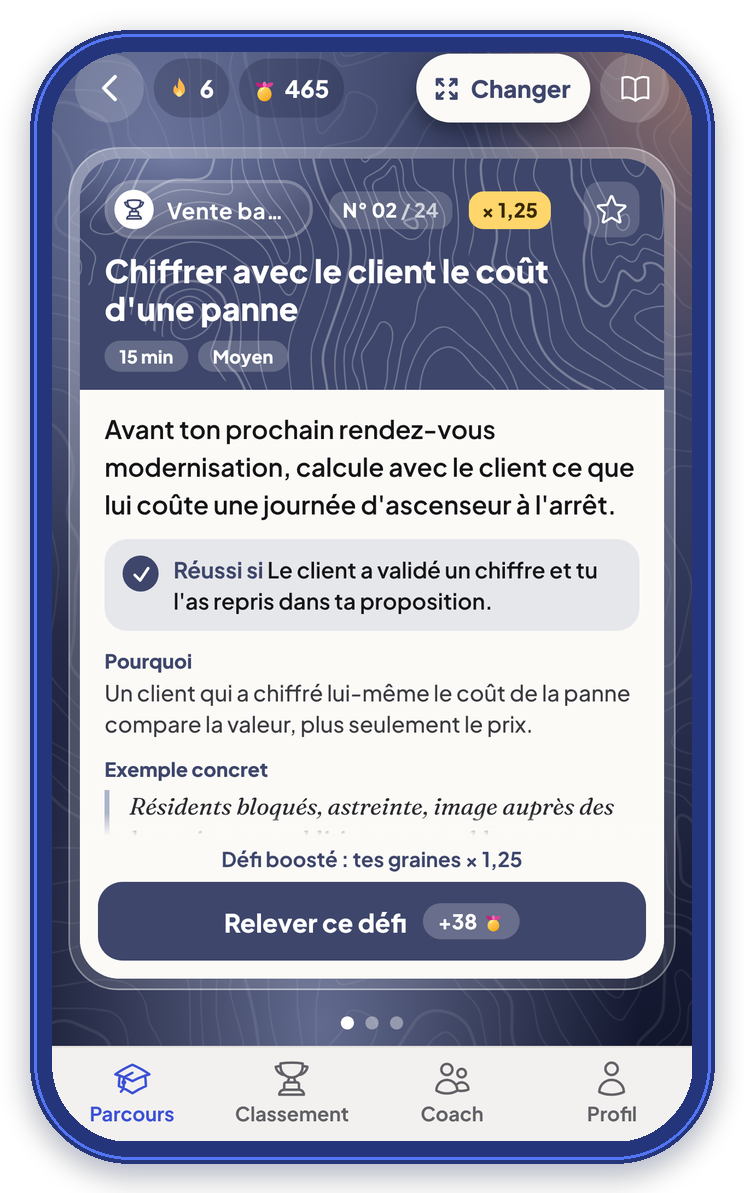 6
465
Changer
Vente ba...
N° 02 / 24
× 1,25
Chiffrer avec le client le coût
d'une panne
15 min
Moyen
Avant ton prochain rendez-vous
modernisation, calcule avec le client ce que
lui coûte une journée d'ascenseur à l'arrêt.
Réussi si Le client a validé un chiffre et tu
l'as repris dans ta proposition.
Pourquoi
Un client qui a chiffré lui-même le coût de la panne
compare la valeur, plus seulement le prix.
Exemple concret
Résidents bloqués, astreinte, image auprès des
Défi boosté : tes graines × 1,25
Relever ce défi
+38
Parcours
Classement
Coach
Profil